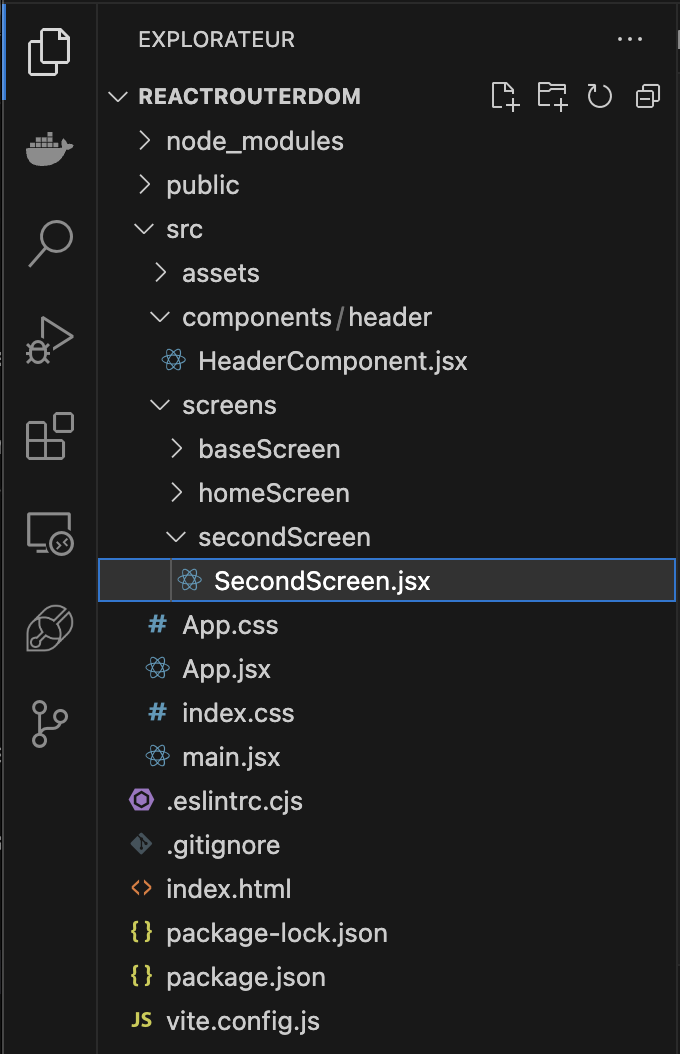 EXPLORATEUR
REACTROUTERDOM
node_modules
public
src
assets
components/header
HeaderComponent.jsx
screens
baseScreen
homeScreen
secondScreen
SecondScreen.jsx
# App.css
App.jsx
# index.css
main.jsx
.eslintrc.cjs
.gitignore
<> index.html
{} package-lock.json
{} package.json
JS vite.config.js